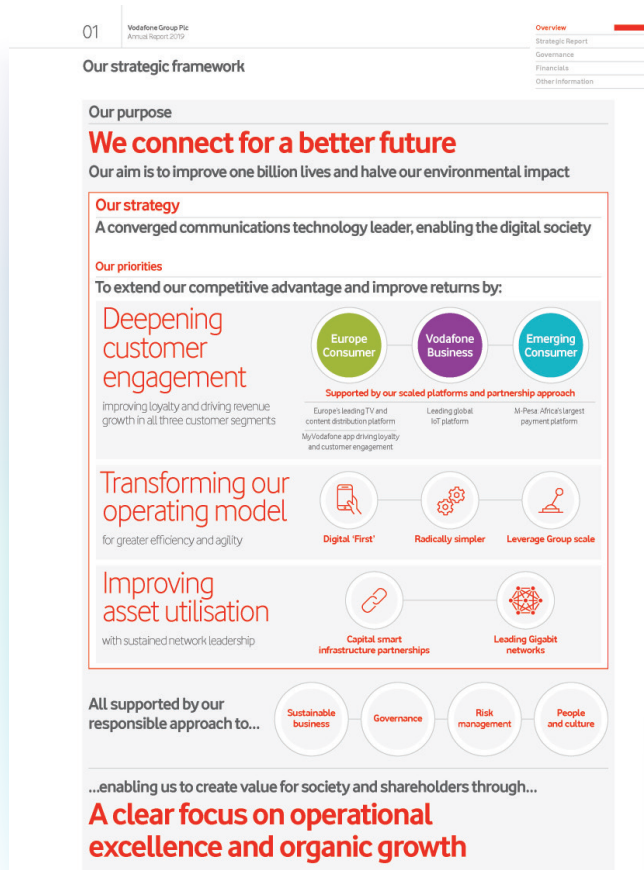 01
Vodafone Group Plc
Annual Report 2019
Overview
Strategic Report
Governance
Financials
Other Information
Our strategic framework
Our purpose
We connect for a better future
Our aim is to improve one billion lives and halve our environmental impact
Our strategy
A converged communications technology leader, enabling the digital society
Our priorities
To extend our competitive advantage and improve returns by:
Deepening
customer
engagement
improving loyalty and driving revenue
growth in all three customer segments
Europe
Consumer
Vodafone
Business
Emerging
Consumer
Supported by our scaled platforms and partnership approach
Europe's leading TV and
content distribution platform
MyVodafone app driving loyalty
and customer engagement
Leading global
IoT platform
M-Pesa: Africa's largest
payment platform
Transforming our
operating model
for greater efficiency and agility
Digital 'First'
Radically simpler
Leverage Group scale
Improving
asset utilisation
with sustained network leadership
Capital smart
infrastructure partnerships
Leading Gigabit
networks
All supported by our
responsible approach to...
Sustainable
business
Governance
Risk
management
People
and culture
...enabling us to create value for society and shareholders through...
A clear focus on operational
excellence and organic growth